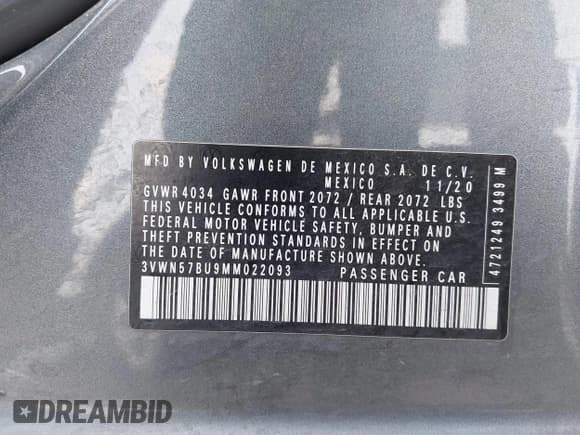 MFD BY VOLKSWAGEN DE MEXICO S.A. DE C.V.
MEXICO 11/20
GVWR 4034 GAWR FRONT 2072 / REAR 2072 LBS
THIS VEHICLE CONFORMS TO ALL APPLICABLE U.S.
FEDERAL MOTOR VEHICLE SAFETY, BUMPER AND
THEFT PREVENTION STANDARDS IN EFFECT ON
THE DATE OF MANUFACTURE SHOWN ABOVE
3VWN57BU9MM022093 PASSENGER CAR
4721249 3499 M
DREAMBID